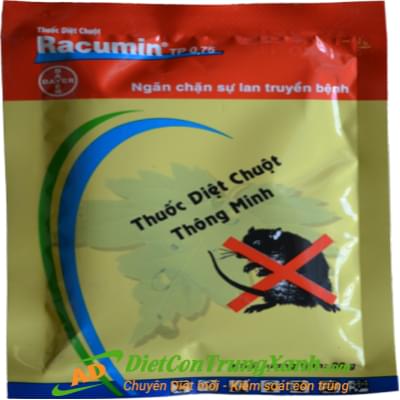 Thuốc Diệt Chuột
Racumin® TP 0,75
BAYER
Ngăn chặn sự lan truyền bệnh
Thuốc Diệt Chuột
Thông Minh
AD
DietConTrungXanh
Chuyên Diệt mối - Kiểm soát côn trùng